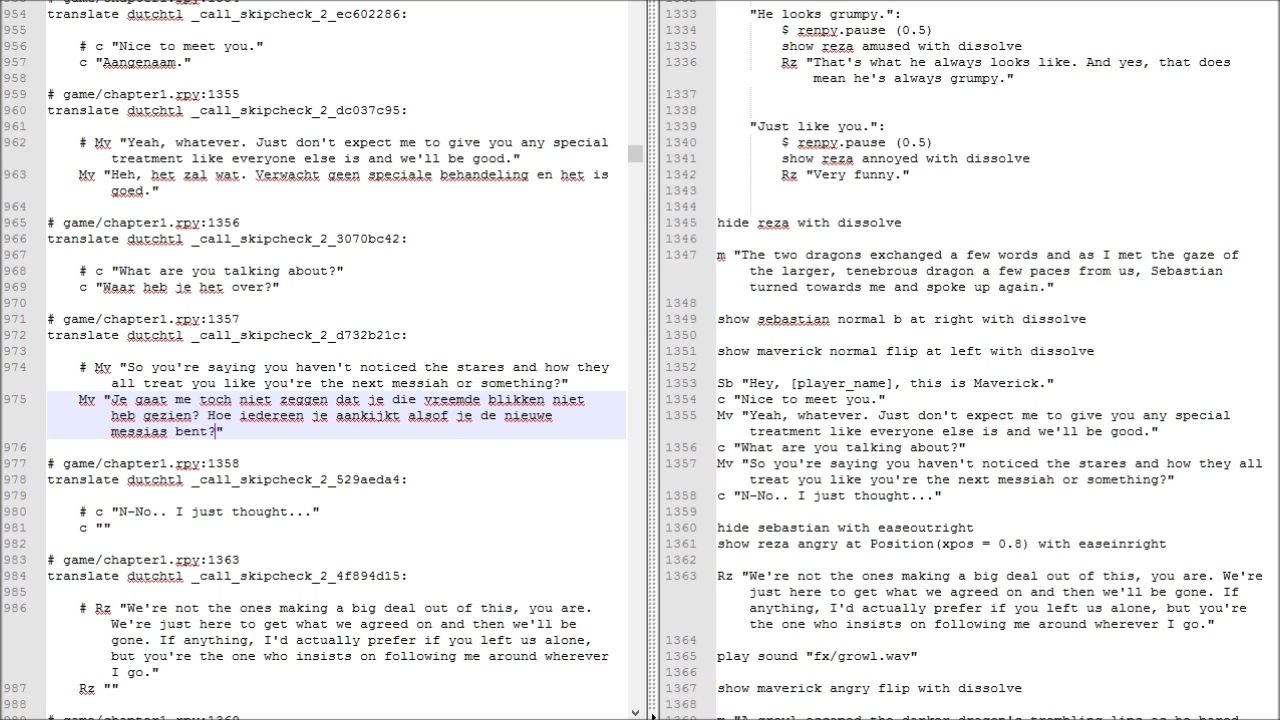 954 translate dutchtl _call_skipcheck_2_ec602286:
955
956 # c "Nice to meet you."
957 c "Aangenaam."
958
959 # game/chapter1.rpy:1355
960 translate dutchtl _call_skipcheck_2_dc037c95:
961
962 # Mv "Yeah, whatever. Just don't expect me to give you any special
treatment like everyone else is and we'll be good."
963 Mv "Heh, het zal wat. Verwacht geen speciale behandeling en het is
goed."
964
965 # game/chapter1.rpy:1356
966 translate dutchtl _call_skipcheck_2_3070bc42:
967
968 # c "What are you talking about?"
969 c "Waar heb je het over?"
970
971 # game/chapter1.rpy:1357
972 translate dutchtl _call_skipcheck_2_d732b21c:
973
974 # Mv "So you're saying you haven't noticed the stares and how they
all treat you like you're the next messiah or something?"
975 Mv "Je gaat me toch niet zeggen dat je die vreemde blikken niet
heb gezien? Hoe iedereen je aankijkt alsof je de nieuwe
messias bent?"
976
977 # game/chapter1.rpy:1358
978 translate dutchtl _call_skipcheck_2_529aeda4:
979
980 # c "N-No.. I just thought..."
981 c ""
982
983 # game/chapter1.rpy:1363
984 translate dutchtl _call_skipcheck_2_4f894d15:
985
986 # Rz "We're not the ones making a big deal out of this, you are.
We're just here to get what we agreed on and then we'll be
gone. If anything, I'd actually prefer if you left us alone,
but you're the one who insists on following me around wherever
I go."
987 Rz ""
988
1333 "He looks grumpy.":
1334 $ renpy.pause (0.5)
1335 show reza amused with dissolve
1336 Rz "That's what he always looks like. And yes, that does
mean he's always grumpy."
1337
1338
1339 "Just like you.":
1340 $ renpy.pause (0.5)
1341 show reza annoyed with dissolve
1342 Rz "Very funny."
1343
1344
1345 hide reza with dissolve
1346
1347 m "The two dragons exchanged a few words and as I met the gaze of
the larger, tenebrous dragon a few paces from us, Sebastian
turned towards me and spoke up again."
1348
1349 show sebastian normal b at right with dissolve
1350
1351 show maverick normal flip at left with dissolve
1352
1353 Sb "Hey, [player_name], this is Maverick."
1354 c "Nice to meet you."
1355 Mv "Yeah, whatever. Just don't expect me to give you any special
treatment like everyone else is and we'll be good."
1356 c "What are you talking about?"
1357 Mv "So you're saying you haven't noticed the stares and how they all
treat you like you're the next messiah or something?"
1358 c "N-No.. I just thought..."
1359
1360 hide sebastian with easeoutright
1361 show reza angry at Position(xpos = 0.8) with easeinright
1363 Rz "We're not the ones making a big deal out of this, you are. We're
just here to get what we agreed on and then we'll be gone. If
anything, I'd actually prefer if you left us alone, but you're
the one who insists on following me around wherever I go."
1364
1365 play sound "fx/growl.wav"
1366
1367 show maverick angry flip with dissolve
1368